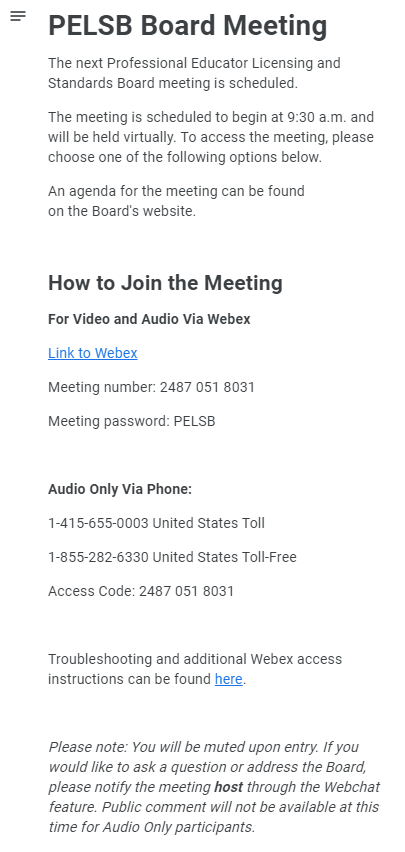 PELSB Board Meeting
The next Professional Educator Licensing and
Standards Board meeting is scheduled.
The meeting is scheduled to begin at 9:30 a.m. and
will be held virtually. To access the meeting, please
choose one of the following options below.
An agenda for the meeting can be found
on the Board's website.
How to Join the Meeting
For Video and Audio Via Webex
Link to Webex
Meeting number: 2487 051 8031
Meeting password: PELSB
Audio Only Via Phone:
1-415-655-0003 United States Toll
1-855-282-6330 United States Toll-Free
Access Code: 2487 051 8031
Troubleshooting and additional Webex access
instructions can be found here.
Please note: You will be muted upon entry. If you
would like to ask a question or address the Board,
please notify the meeting host through the Webchat
feature. Public comment will not be available at this
time for Audio Only participants.